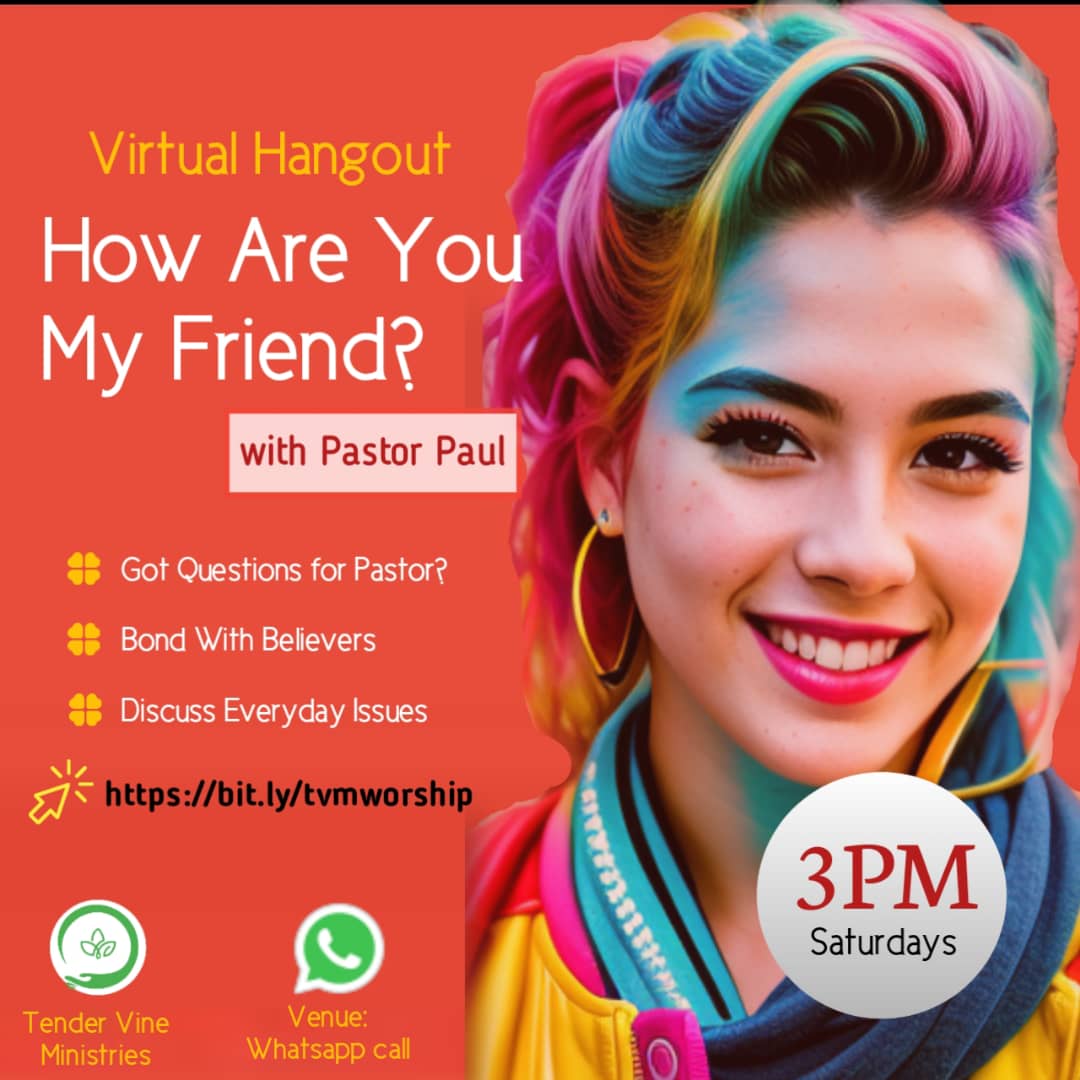 Virtual Hangout
How Are You
My Friend?
with Pastor Paul
Got Questions for Pastor?
Bond With Believers
Discuss Everyday Issues
https://bit.ly/tvmworship
3PM
Saturdays
Tender Vine
Ministries
Venue:
Whatsapp call